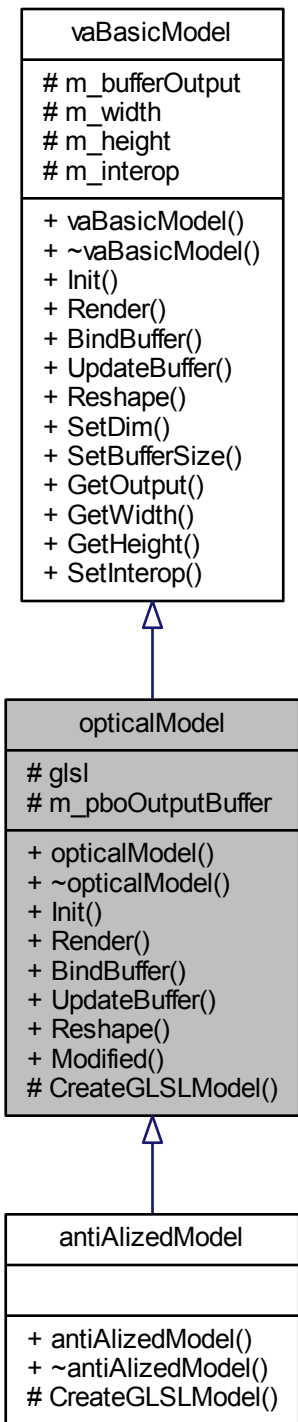 vaBasicModel
# m_bufferOutput
# m_width
# m_height
# m_interop
+ vaBasicModel()
+ ~vaBasicModel()
+ Init()
+ Render()
+ BindBuffer()
+ UpdateBuffer()
+ Reshape()
+ SetDim()
+ SetBufferSize()
+ GetOutput()
+ GetWidth()
+ GetHeight()
+ SetInterop()
opticalModel
# glsl
# m_pboOutputBuffer
+ opticalModel()
+ ~opticalModel()
+ Init()
+ Render()
+ BindBuffer()
+ UpdateBuffer()
+ Reshape()
+ Modified()
# CreateGLSLModel()
antiAlizedModel
+ antiAlizedModel()
+ ~antiAlizedModel()
# CreateGLSLModel()